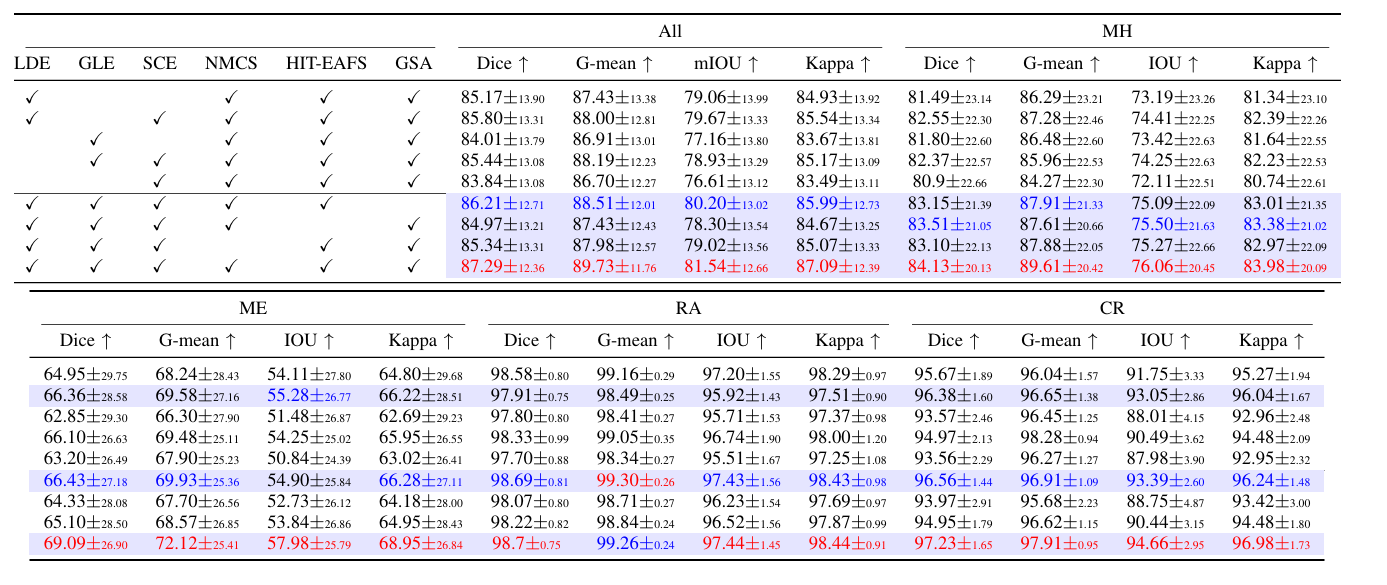 All MH
LDE GLE SCE NMCS HIT-EAFS GSA Dice ↑ G-mean ↑ mIOU ↑ Kappa ↑ Dice ↑ G-mean ↑ IOU ↑ Kappa ↑
✓ ✓ ✓ ✓ 85.17±13.90 87.43±13.38 79.06±13.99 84.93±13.92 81.49±23.14 86.29±23.21 73.19±23.26 81.34±23.10
✓ ✓ ✓ ✓ ✓ 85.80±13.31 88.00±12.81 79.67±13.33 85.54±13.34 82.55±22.30 87.28±22.46 74.41±22.25 82.39±22.26
✓ ✓ ✓ ✓ 84.01±13.79 86.91±13.01 77.16±13.80 83.67±13.81 81.80±22.60 86.48±22.60 73.42±22.63 81.64±22.55
✓ ✓ ✓ ✓ ✓ 85.44±13.08 88.19±12.23 78.93±13.29 85.17±13.09 82.37±22.57 85.96±22.53 74.25±22.63 82.23±22.53
✓ ✓ ✓ ✓ 83.84±13.08 86.70±12.27 76.61±13.12 83.49±13.11 80.9±22.66 84.27±22.30 72.11±22.51 80.74±22.61
✓ ✓ ✓ ✓ ✓ 86.21±12.71 88.51±12.01 80.20±13.02 85.99±12.73 83.15±21.39 87.91±21.33 75.09±22.09 83.01±21.35
✓ ✓ ✓ ✓ ✓ 84.97±13.21 87.43±12.43 78.30±13.54 84.67±13.25 83.51±21.05 87.61±20.66 75.50±21.63 83.38±21.02
✓ ✓ ✓ ✓ ✓ 85.34±13.31 87.98±12.57 79.02±13.56 85.07±13.33 83.10±22.13 87.88±22.05 75.27±22.66 82.97±22.09
✓ ✓ ✓ ✓ ✓ ✓ 87.29±12.36 89.73±11.76 81.54±12.66 87.09±12.39 84.13±20.13 89.61±20.42 76.06±20.45 83.98±20.09
ME RA CR
Dice ↑ G-mean ↑ IOU ↑ Kappa ↑ Dice ↑ G-mean ↑ IOU ↑ Kappa ↑ Dice ↑ G-mean ↑ IOU ↑ Kappa ↑
64.95±29.75 68.24±28.43 54.11±27.80 64.80±29.68 98.58±0.80 99.16±0.29 97.20±1.55 98.29±0.97 95.67±1.89 96.04±1.57 91.75±3.33 95.27±1.94
66.36±28.58 69.58±27.16 55.28±26.77 66.22±28.51 97.91±0.75 98.49±0.25 95.92±1.43 97.51±0.90 96.38±1.60 96.65±1.38 93.05±2.86 96.04±1.67
62.85±29.30 66.30±27.90 51.48±26.87 62.69±29.23 97.80±0.80 98.41±0.27 95.71±1.53 97.37±0.98 93.57±2.46 96.45±1.25 88.01±4.15 92.96±2.48
66.10±26.63 69.48±25.11 54.25±25.02 65.95±26.55 98.33±0.99 99.05±0.35 96.74±1.90 98.00±1.20 94.97±2.13 98.28±0.94 90.49±3.62 94.48±2.09
63.20±26.49 67.90±25.23 50.84±24.39 63.02±26.41 97.70±0.88 98.34±0.27 95.51±1.67 97.25±1.08 93.56±2.29 96.27±1.27 87.98±3.90 92.95±2.32
66.43±27.18 69.93±25.36 54.90±25.84 66.28±27.11 98.69±0.81 99.30±0.26 97.43±1.56 98.43±0.98 96.56±1.44 96.91±1.09 93.39±2.60 96.24±1.48
64.33±28.08 67.70±26.56 52.73±26.12 64.18±28.00 98.07±0.80 98.71±0.27 96.23±1.54 97.69±0.97 93.97±2.91 95.68±2.23 88.75±4.87 93.42±3.00
65.10±28.50 68.57±26.85 53.84±26.86 64.95±28.43 98.22±0.82 98.84±0.24 96.52±1.56 97.87±0.99 94.95±1.79 96.62±1.15 90.44±3.15 94.48±1.80
69.09±26.90 72.12±25.41 57.98±25.79 68.95±26.84 98.7±0.75 99.26±0.24 97.44±1.45 98.44±0.91 97.23±1.65 97.91±0.95 94.66±2.95 96.98±1.73